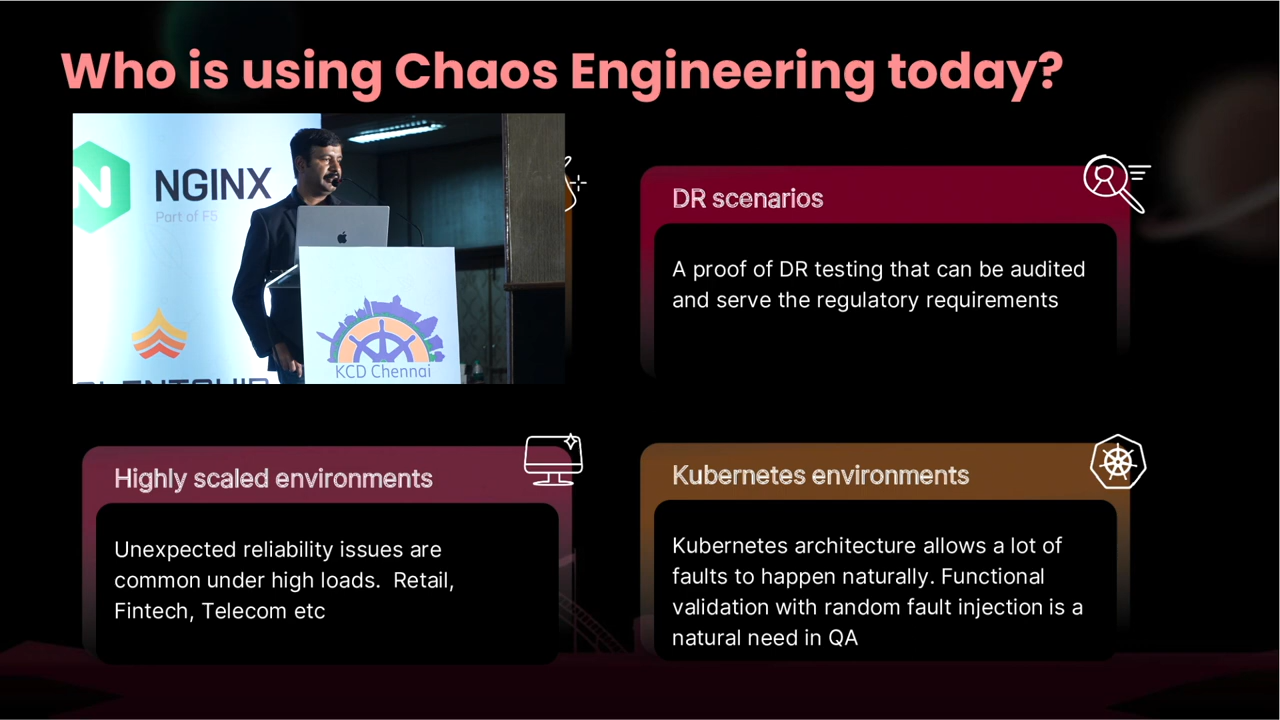 Who is using Chaos Engineering today?
NGINX
Part of F5
KCD Chennai
DR scenarios
A proof of DR testing that can be audited
and serve the regulatory requirements
Highly scaled environments
Unexpected reliability issues are
common under high loads.  Retail,
Fintech, Telecom etc
Kubernetes environments
Kubernetes architecture allows a lot of
faults to happen naturally. Functional
validation with random fault injection is a
natural need in QA